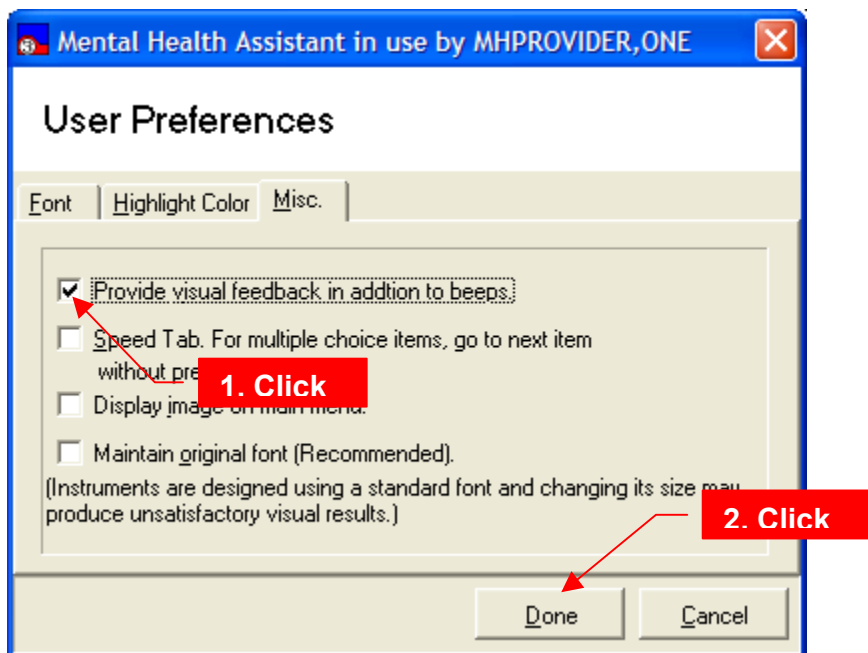 Mental Health Assistant in use by MHPROVIDER,ONE
User Preferences
Font Highlight Color Misc.
Provide visual feedback in addtion to beeps.
Speed Tab. For multiple choice items, go to next item
without
1. Click
Display image on main menu.
Maintain original font (Recommended).
(Instruments are designed using a standard font and changing its size may
produce unsatisfactory visual results.)
2. Click
Done Cancel